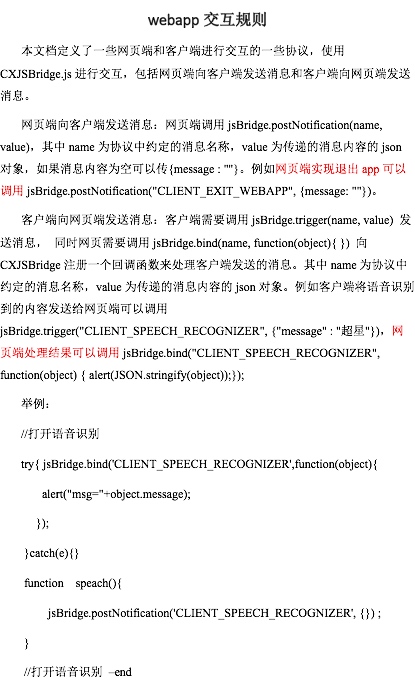 webapp 交互规则
本文档定义了一些网页端和客户端进行交互的一些协议，使用
CXJSBridge.js 进行交互，包括网页端向客户端发送消息和客户端向网页端发送
消息。
网页端向客户端发送消息：网页端调用 jsBridge.postNotification(name,
value)，其中 name 为协议中约定的消息名称，value 为传递的消息内容的 json
对象，如果消息内容为空可以传{message : ""}。例如网页端实现退出 app 可以
调用 jsBridge.postNotification("CLIENT_EXIT_WEBAPP", {message: ""})。
客户端向网页端发送消息：客户端需要调用 jsBridge.trigger(name, value) 发
送消息， 同时网页需要调用 jsBridge.bind(name, function(object){ }) 向
CXJSBridge 注册一个回调函数来处理客户端发送的消息。其中 name 为协议中
约定的消息名称，value 为传递的消息内容的 json 对象。例如客户端将语音识别
到的内容发送给网页端可以调用
jsBridge.trigger("CLIENT_SPEECH_RECOGNIZER", {"message" : "超星"})，网
页端处理结果可以调用 jsBridge.bind("CLIENT_SPEECH_RECOGNIZER",
function(object) { alert(JSON.stringify(object));});
举例：
//打开语音识别
try{ jsBridge.bind('CLIENT_SPEECH_RECOGNIZER',function(object){
alert("msg="+object.message);
});
}catch(e){}
function speach(){
jsBridge.postNotification('CLIENT_SPEECH_RECOGNIZER', {}) ;
}
//打开语音识别 –end